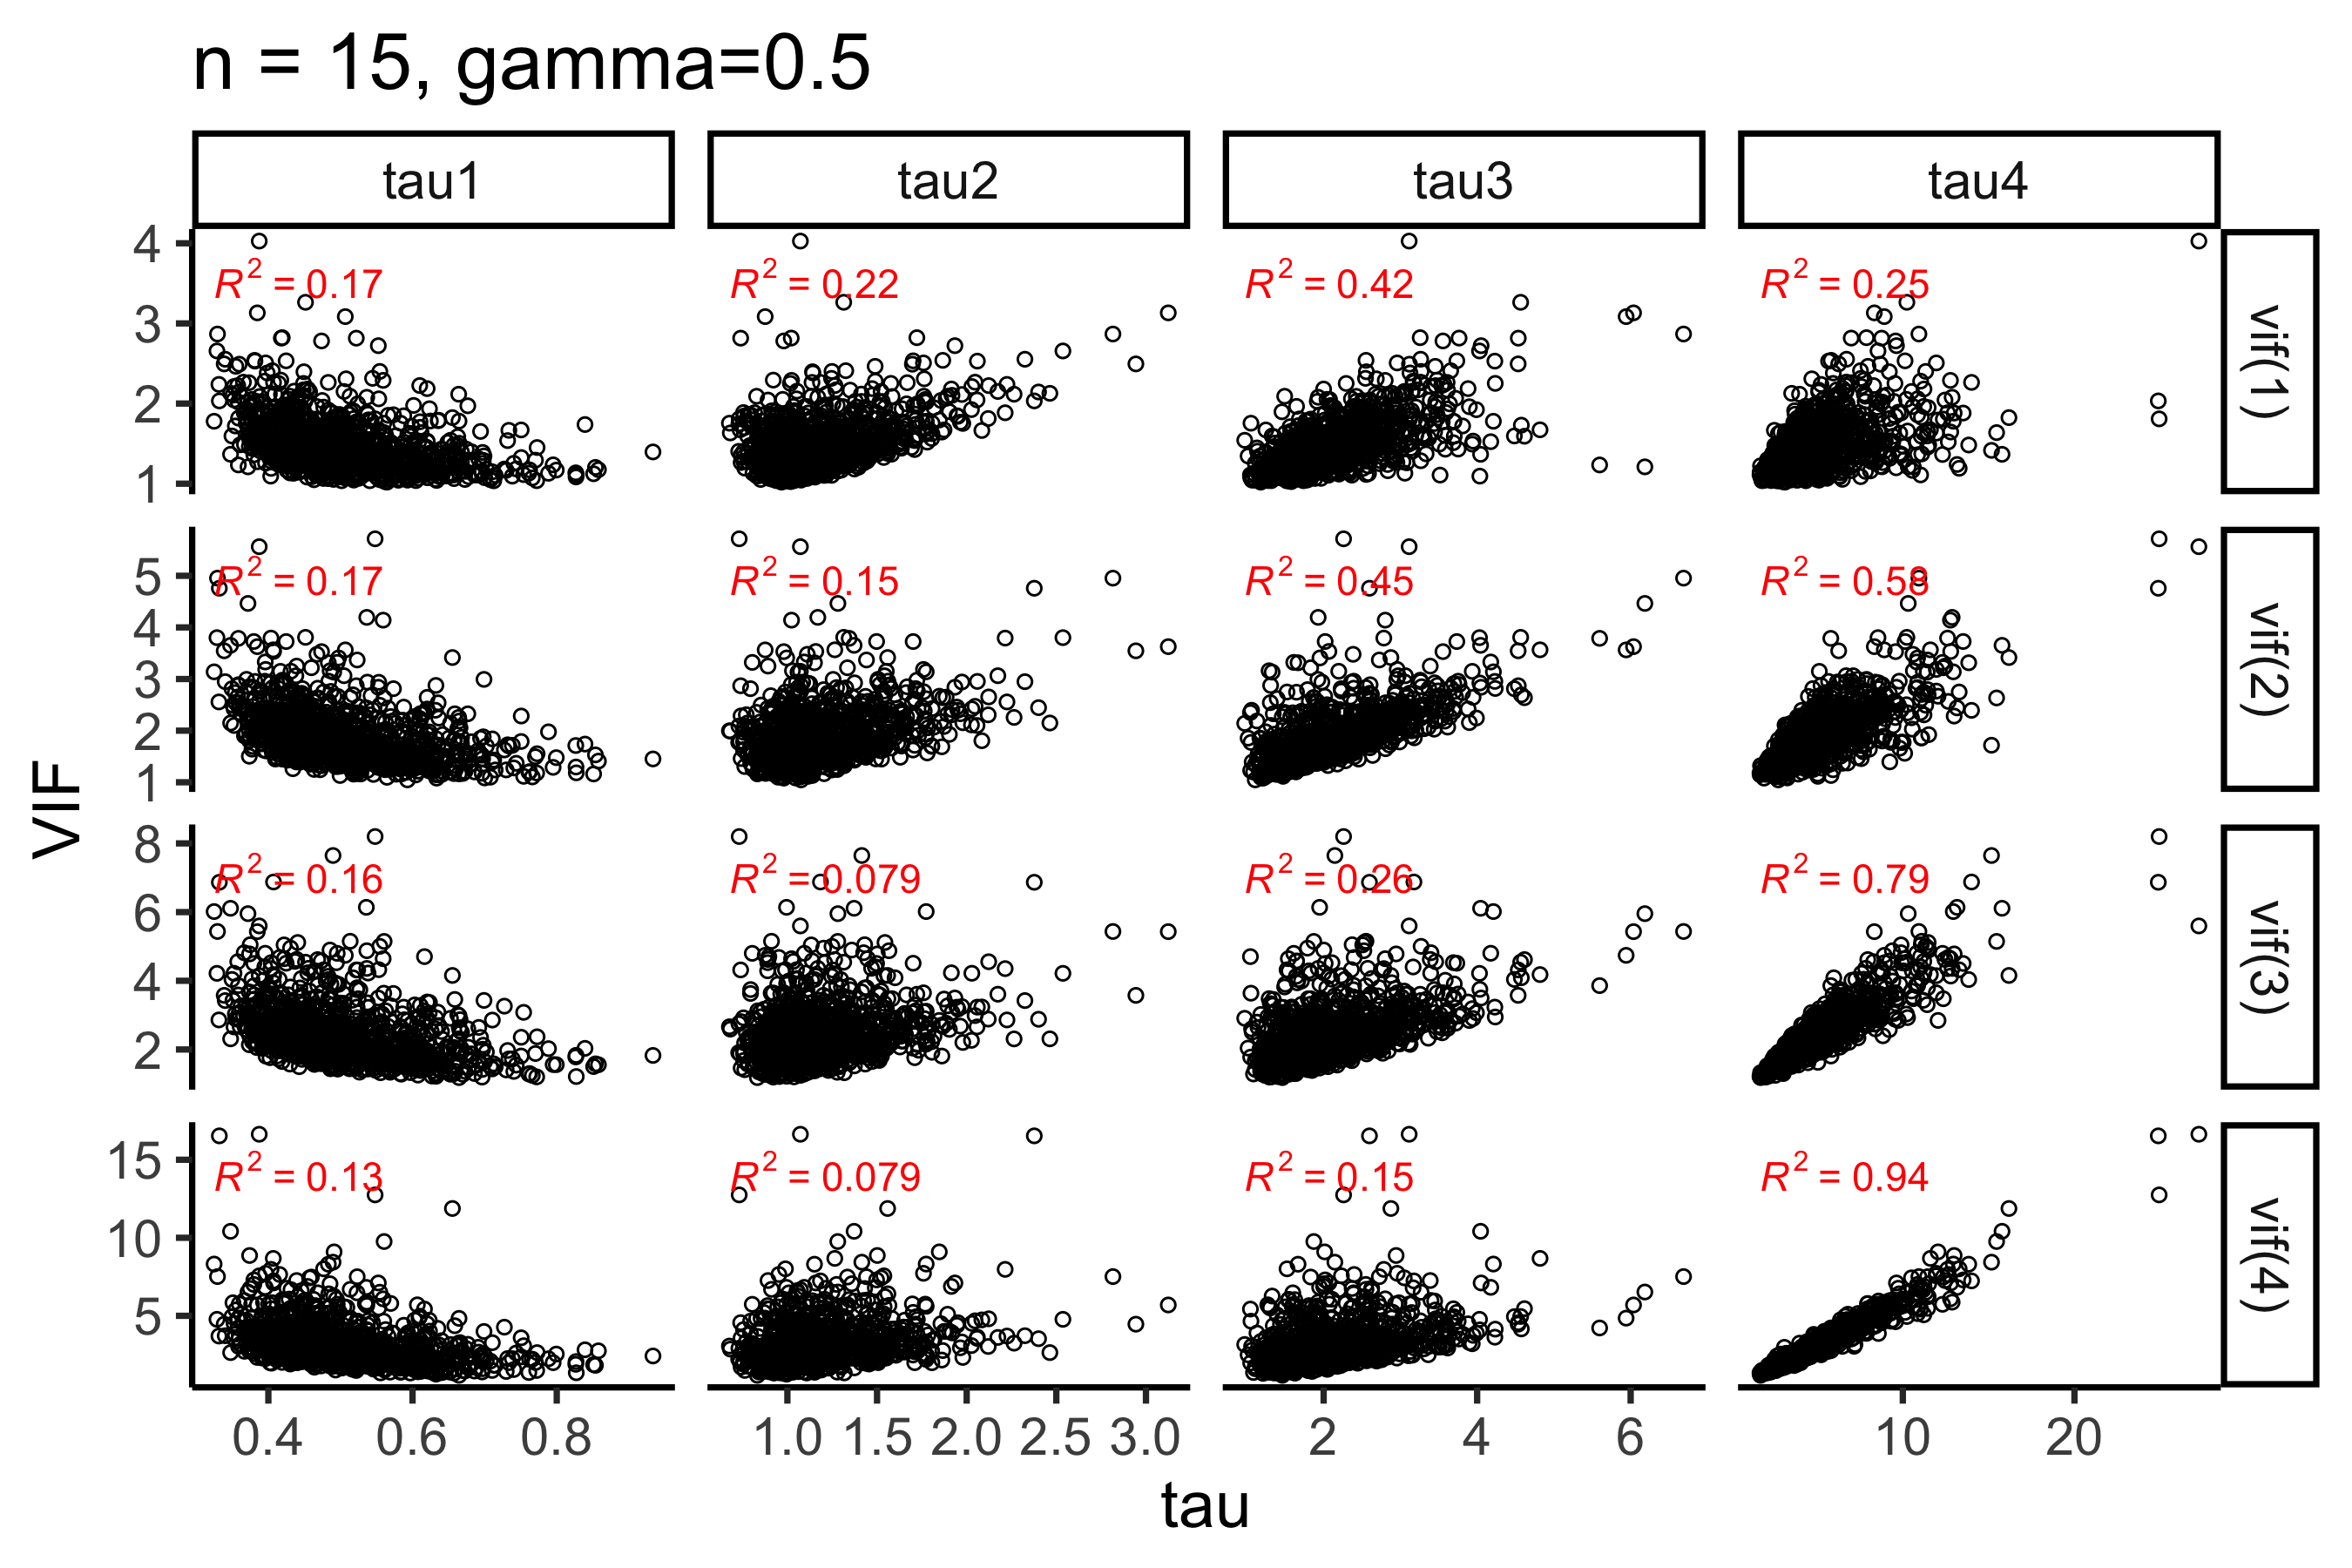 n = 15, gamma=0.5
tau1 tau2 tau3 tau4
4
3
2
1
R² = 0.17 R² = 0.22 R² = 0.42 R² = 0.25
vif(1)
5
4
3
2
1
R² = 0.17 R² = 0.15 R² = 0.45 R² = 0.58
vif(2)
8
6
4
2
R² = 0.16 R² = 0.079 R² = 0.26 R² = 0.79
vif(3)
15
10
5
R² = 0.13 R² = 0.079 R² = 0.15 R² = 0.94
vif(4)
VIF
0.4 0.6 0.8 1.0 1.5 2.0 2.5 3.0 2 4 6 10 20
tau